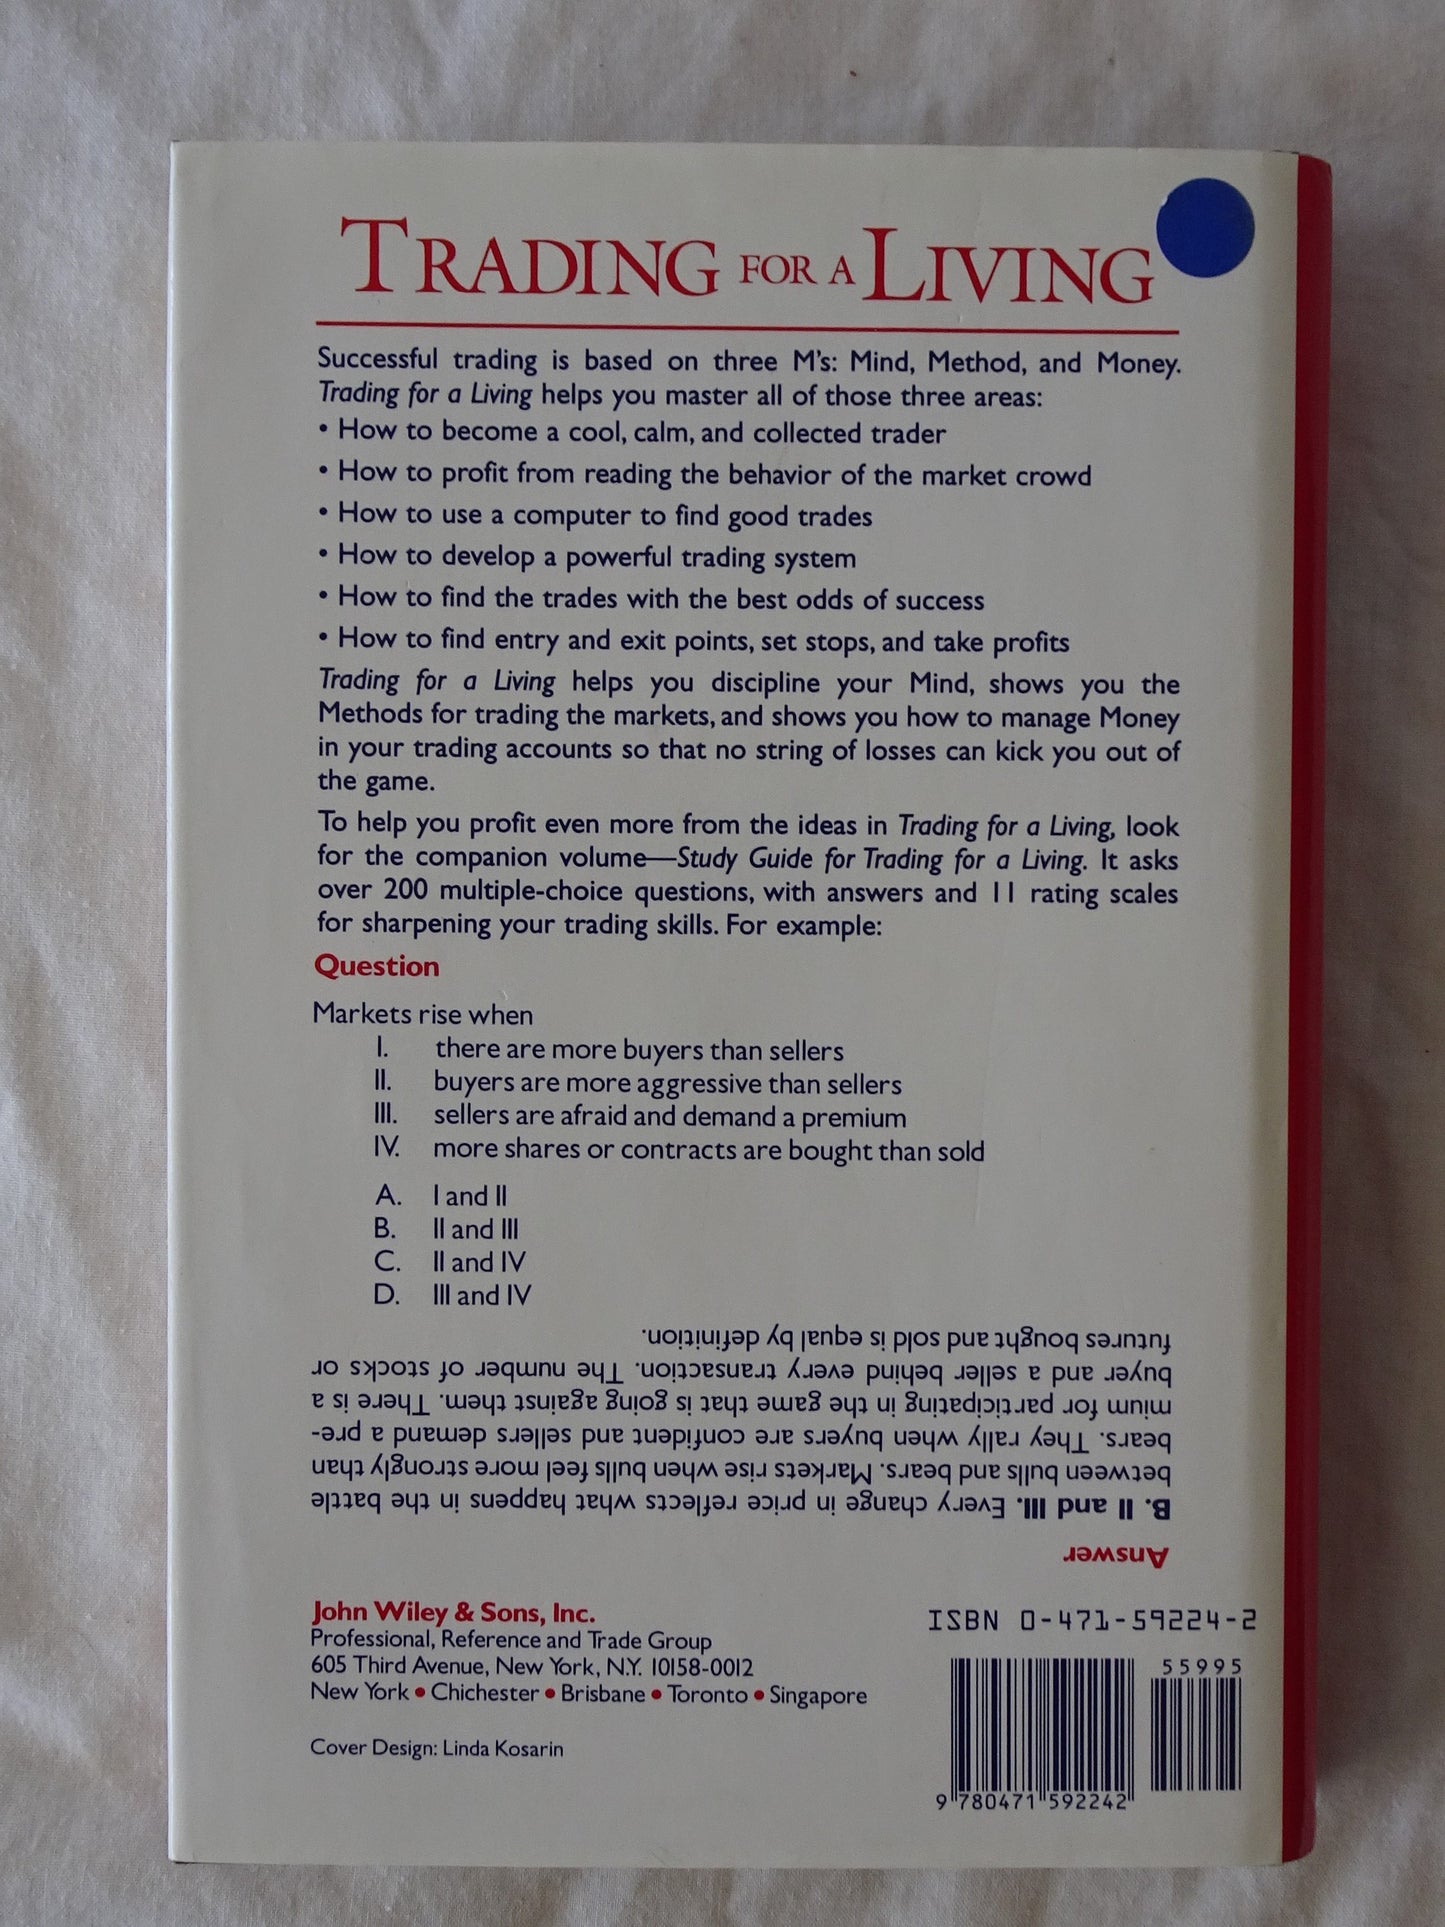 TRADING FOR A LIVING
Successful trading is based on three M's: Mind, Method, and Money.
Trading for a Living helps you master all of those three areas:
• How to become a cool, calm, and collected trader
• How to profit from reading the behavior of the market crowd
• How to use a computer to find good trades
• How to develop a powerful trading system
• How to find the trades with the best odds of success
• How to find entry and exit points, set stops, and take profits
Trading for a Living helps you discipline your Mind, shows you the
Methods for trading the markets, and shows you how to manage Money
in your trading accounts so that no string of losses can kick you out of
the game.
To help you profit even more from the ideas in Trading for a Living, look
for the companion volume—Study Guide for Trading for a Living. It asks
over 200 multiple-choice questions, with answers and 11 rating scales
for sharpening your trading skills. For example:
Question
Markets rise when
I. there are more buyers than sellers
II. buyers are more aggressive than sellers
III. sellers are afraid and demand a premium
IV. more shares or contracts are bought than sold
A. I and II
B. II and III
C. II and IV
D. III and IV
Answer
B. II and III. Every change in price reflects what happens in the battle
between bulls and bears. Markets rise when bulls feel more strongly than
bears. They rally when buyers are confident and sellers demand a pre-
mium for participating in the game that is going against them. There is a
buyer and a seller behind every transaction. The number of stocks or
futures bought and sold is equal by definition.
John Wiley & Sons, Inc.
Professional, Reference and Trade Group
605 Third Avenue, New York, N.Y. 10158-0012
New York • Chichester • Brisbane • Toronto • Singapore
Cover Design: Linda Kosarin
ISBN 0-471-59224-2
55995
9 780471 592242